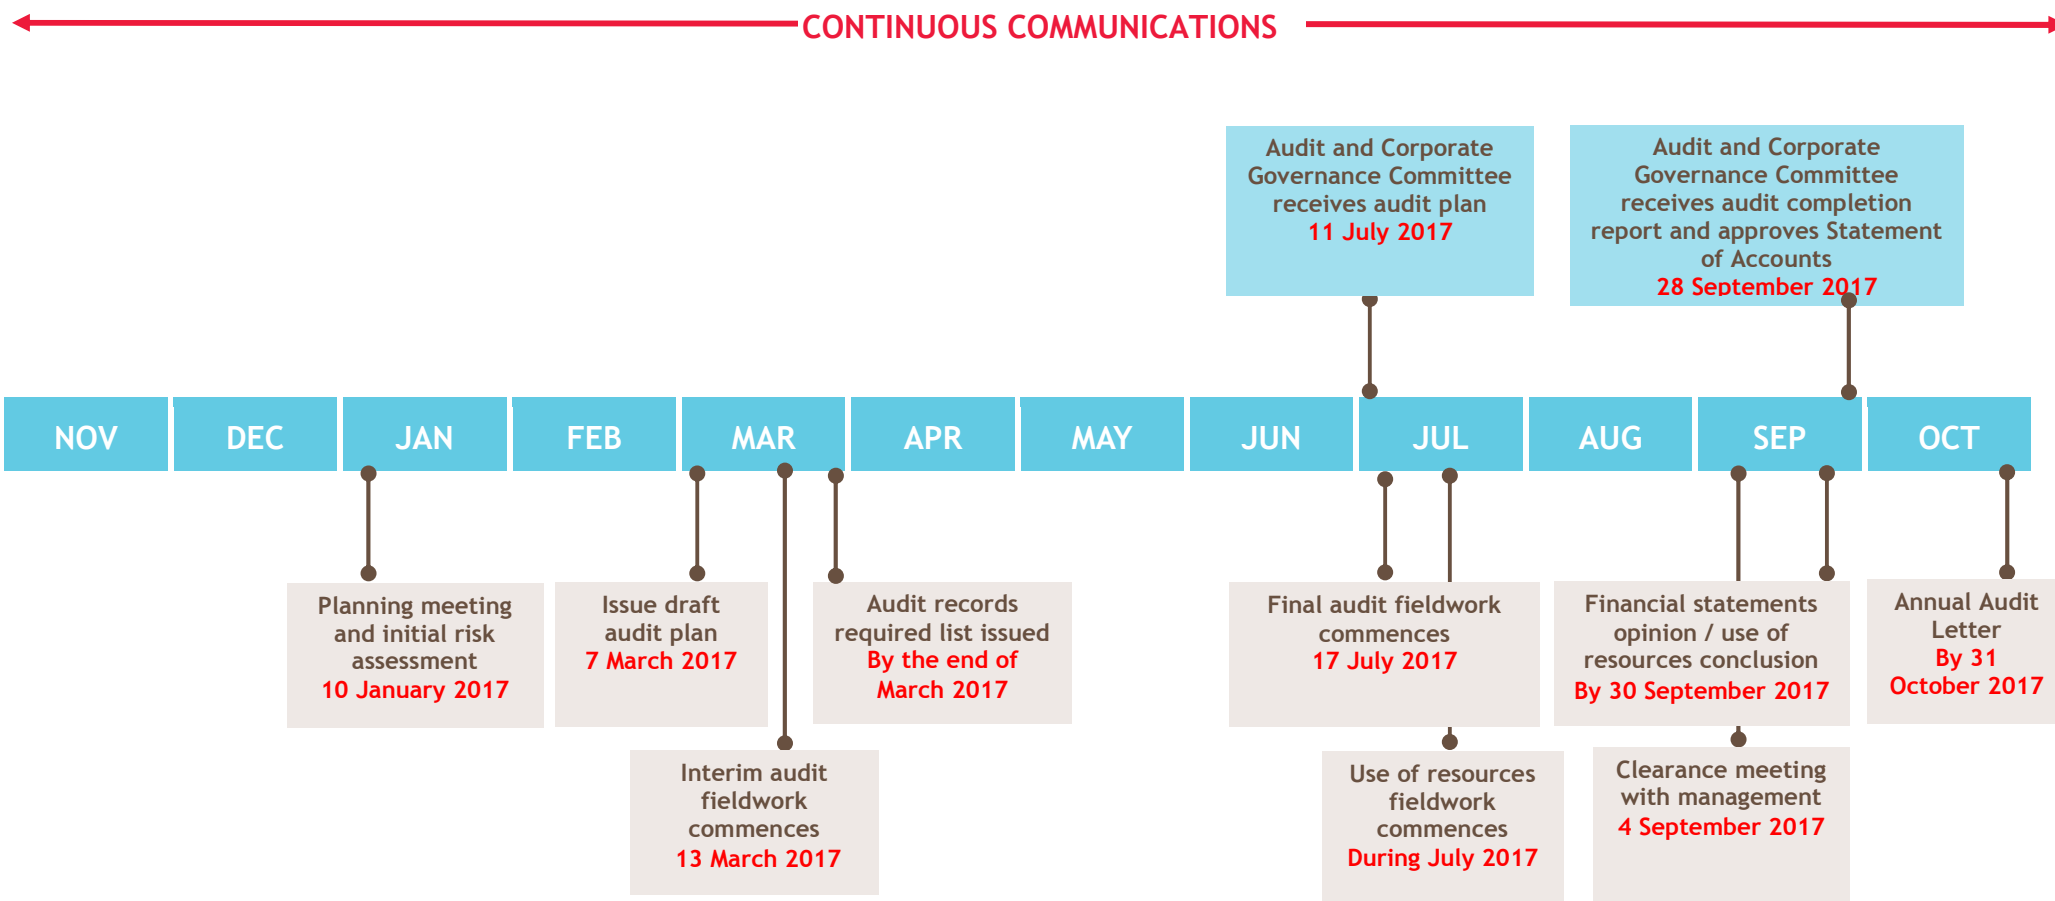 CONTINUOUS COMMUNICATIONS
Audit and Corporate
Governance Committee
receives audit plan
11 July 2017
Audit and Corporate
Governance Committee
receives audit completion
report and approves Statement
of Accounts
28 September 2017
NOV
DEC
JAN
FEB
MAR
APR
MAY
JUN
JUL
AUG
SEP
OCT
Planning meeting
and initial risk
assessment
10 January 2017
Issue draft
audit plan
7 March 2017
Audit records
required list issued
By the end of
March 2017
Final audit fieldwork
commences
17 July 2017
Financial statements
opinion / use of
resources conclusion
By 30 September 2017
Annual Audit
Letter
By 31
October 2017
Interim audit
fieldwork
commences
13 March 2017
Use of resources
fieldwork
commences
During July 2017
Clearance meeting
with management
4 September 2017